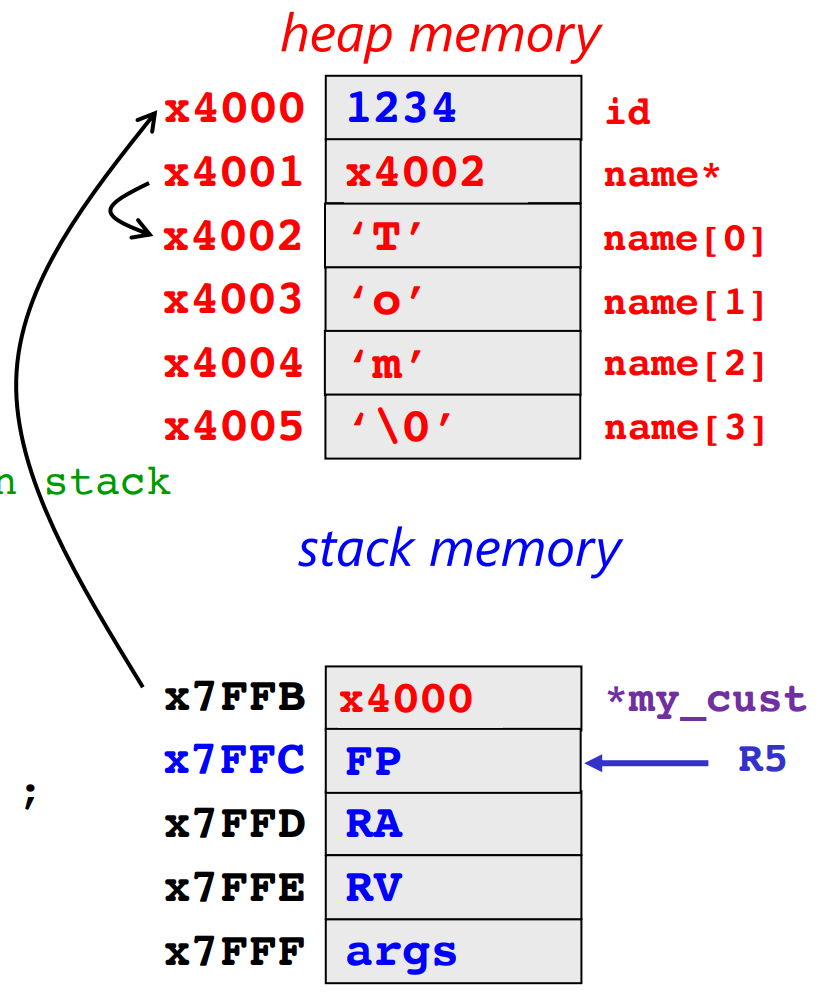 heap memory
x4000 1234 id
x4001 x4002 name*
x4002 ‘T’ name[0]
x4003 ‘o’ name[1]
x4004 ‘m’ name[2]
x4005 ‘\0’ name[3]
n stack
stack memory
x7FFB x4000 *my_cust
x7FFC FP R5
;
x7FFD RA
x7FFE RV
x7FFF args